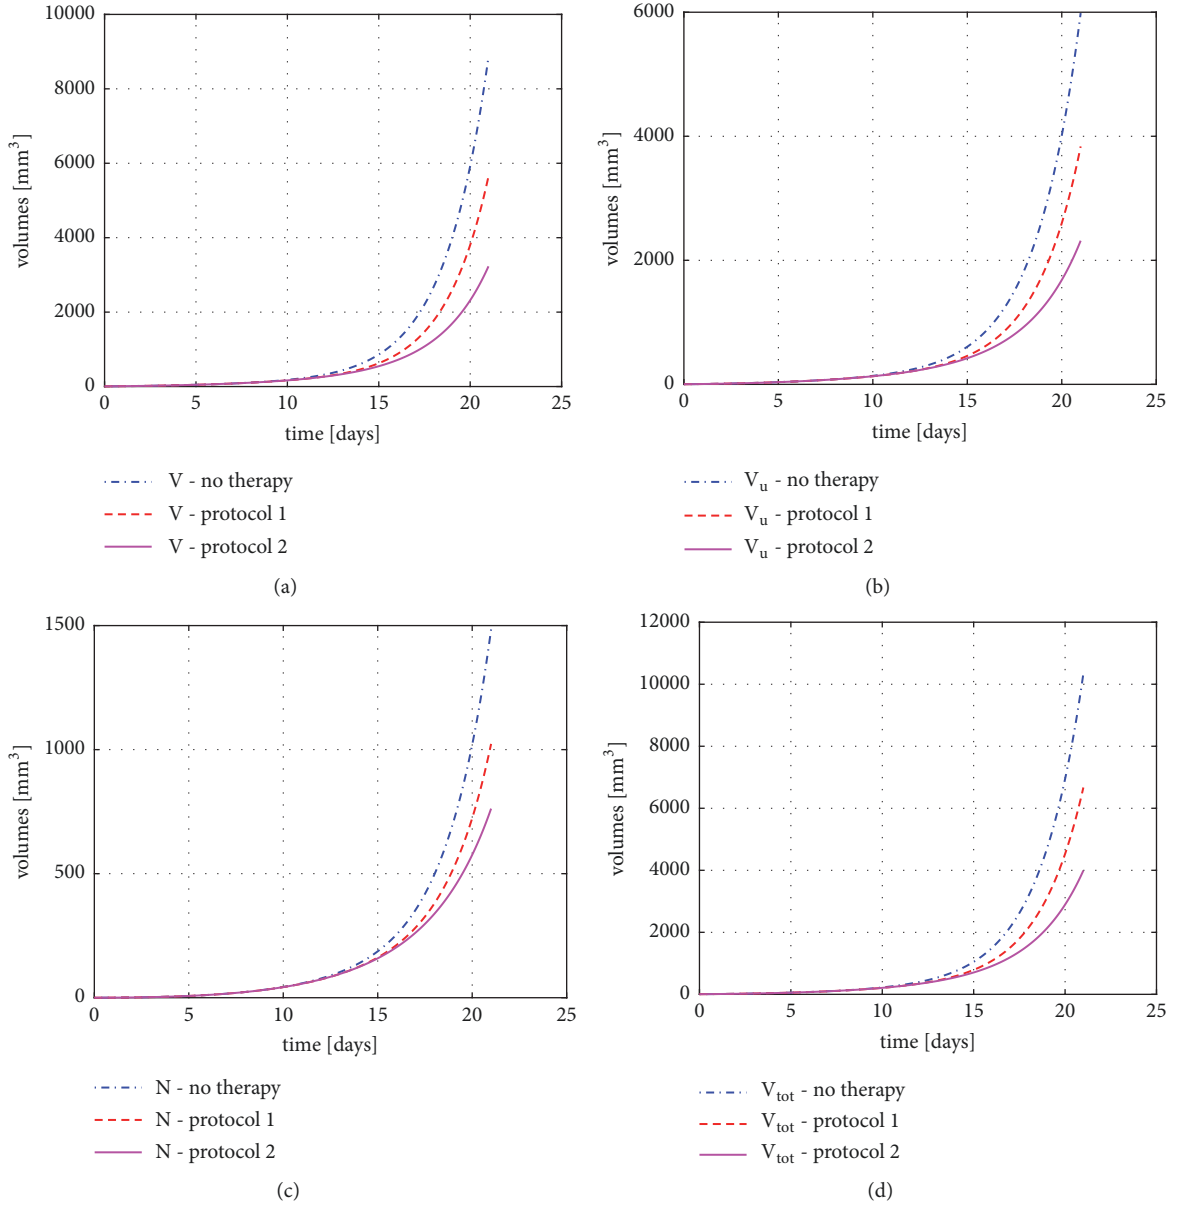 10000
8000
6000
4000
2000
0
volumes [mm³]
0 5 10 15 20 25
time [days]
V - no therapy
V - protocol 1
V - protocol 2
(a)
6000
4000
2000
0
volumes [mm³]
0 5 10 15 20 25
time [days]
Vu - no therapy
Vu - protocol 1
Vu - protocol 2
(b)
1500
1000
500
0
volumes [mm³]
0 5 10 15 20 25
time [days]
N - no therapy
N - protocol 1
N - protocol 2
(c)
12000
10000
8000
6000
4000
2000
0
volumes [mm³]
0 5 10 15 20 25
time [days]
Vtot - no therapy
Vtot - protocol 1
Vtot - protocol 2
(d)